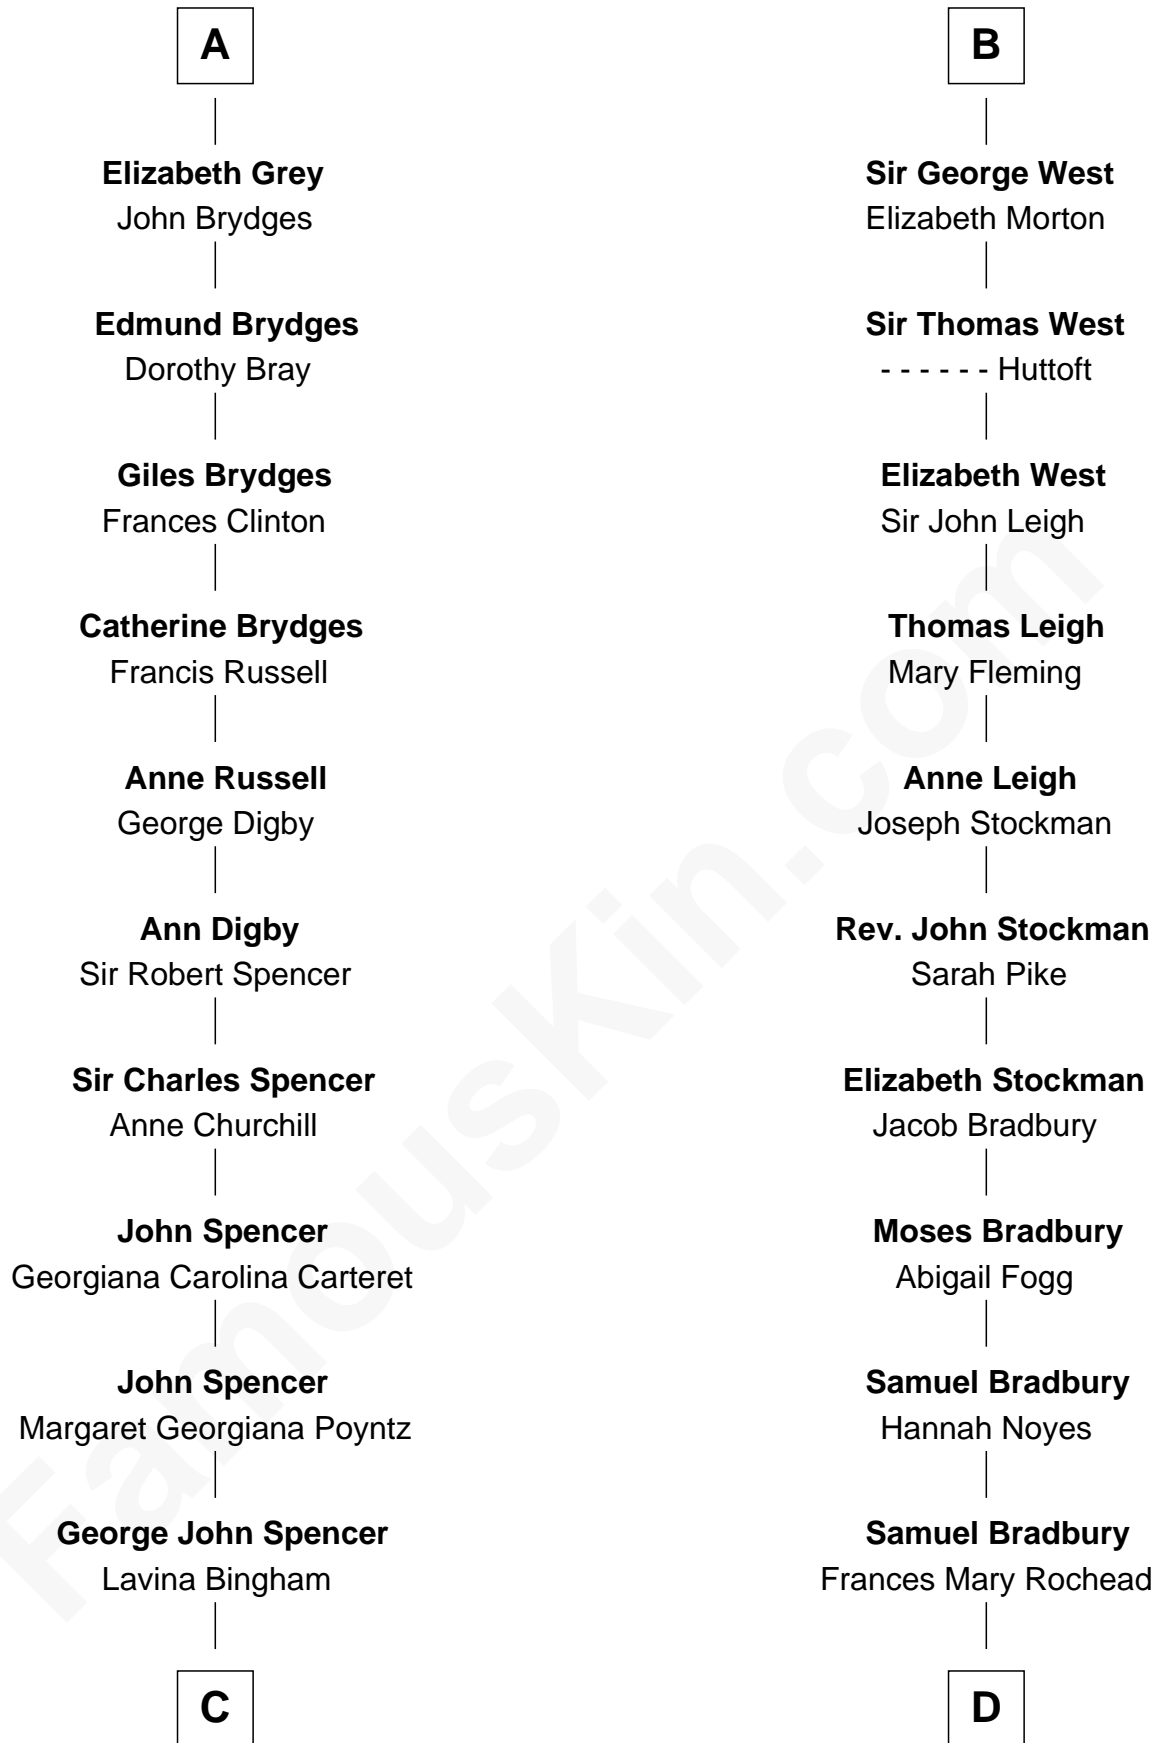 A
Elizabeth Grey
John Brydges
Edmund Brydges
Dorothy Bray
Giles Brydges
Frances Clinton
Catherine Brydges
Francis Russell
Anne Russell
George Digby
Ann Digby
Sir Robert Spencer
Sir Charles Spencer
Anne Churchill
John Spencer
Georgiana Carolina Carteret
John Spencer
Margaret Georgiana Poyntz
George John Spencer
Lavina Bingham
C
B
Sir George West
Elizabeth Morton
Sir Thomas West
- - - - - - Huttoft
Elizabeth West
Sir John Leigh
Thomas Leigh
Mary Fleming
Anne Leigh
Joseph Stockman
Rev. John Stockman
Sarah Pike
Elizabeth Stockman
Jacob Bradbury
Moses Bradbury
Abigail Fogg
Samuel Bradbury
Hannah Noyes
Samuel Bradbury
Frances Mary Rochead
D
FamousKin.com